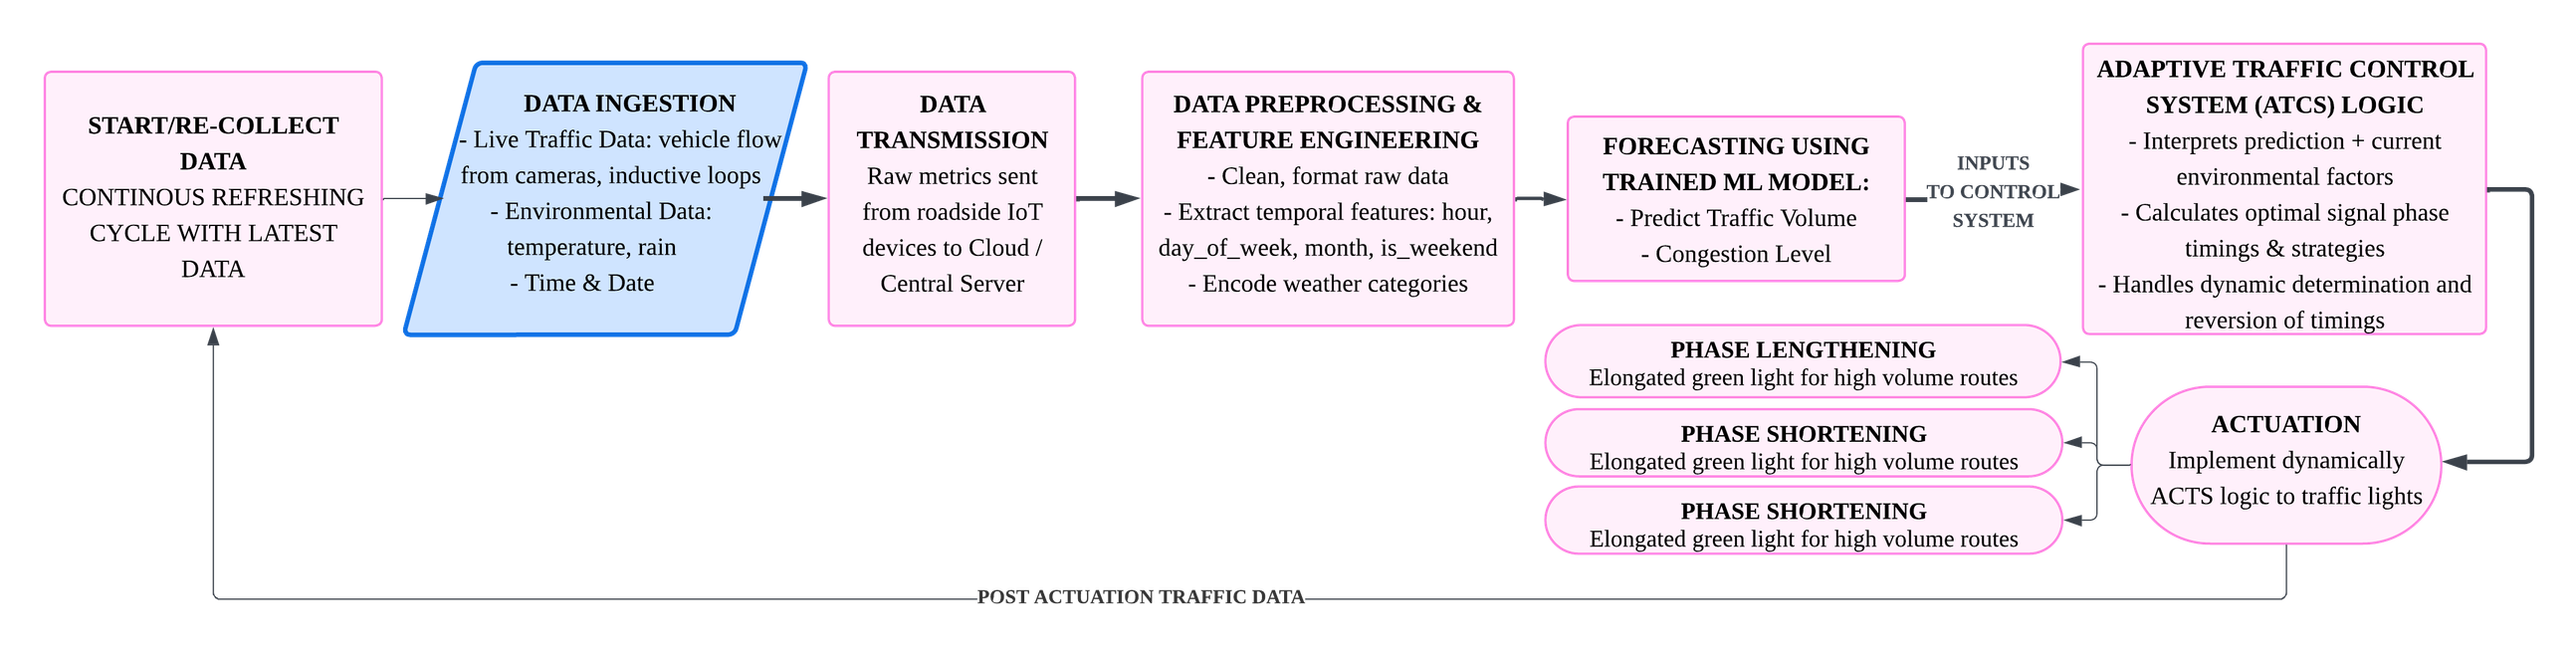 START/RE-COLLECT
DATA
CONTINOUS REFRESHING
CYCLE WITH LATEST
DATA
DATA INGESTION
- Live Traffic Data: vehicle flow
from cameras, inductive loops
- Environmental Data:
temperature, rain
- Time & Date
DATA
TRANSMISSION
Raw metrics sent
from roadside IoT
devices to Cloud /
Central Server
DATA PREPROCESSING &
FEATURE ENGINEERING
- Clean, format raw data
- Extract temporal features: hour,
day_of_week, month, is_weekend
- Encode weather categories
FORECASTING USING
TRAINED ML MODEL:
- Predict Traffic Volume
- Congestion Level
INPUTS
TO CONTROL
SYSTEM
ADAPTIVE TRAFFIC CONTROL
SYSTEM (ATCS) LOGIC
- Interprets prediction + current
environmental factors
- Calculates optimal signal phase
timings & strategies
- Handles dynamic determination and
reversion of timings
ACTUATION
Implement dynamically
ACTS logic to traffic lights
PHASE LENGTHENING
Elongated green light for high volume routes
PHASE SHORTENING
Elongated green light for high volume routes
PHASE SHORTENING
Elongated green light for high volume routes
POST ACTUATION TRAFFIC DATA